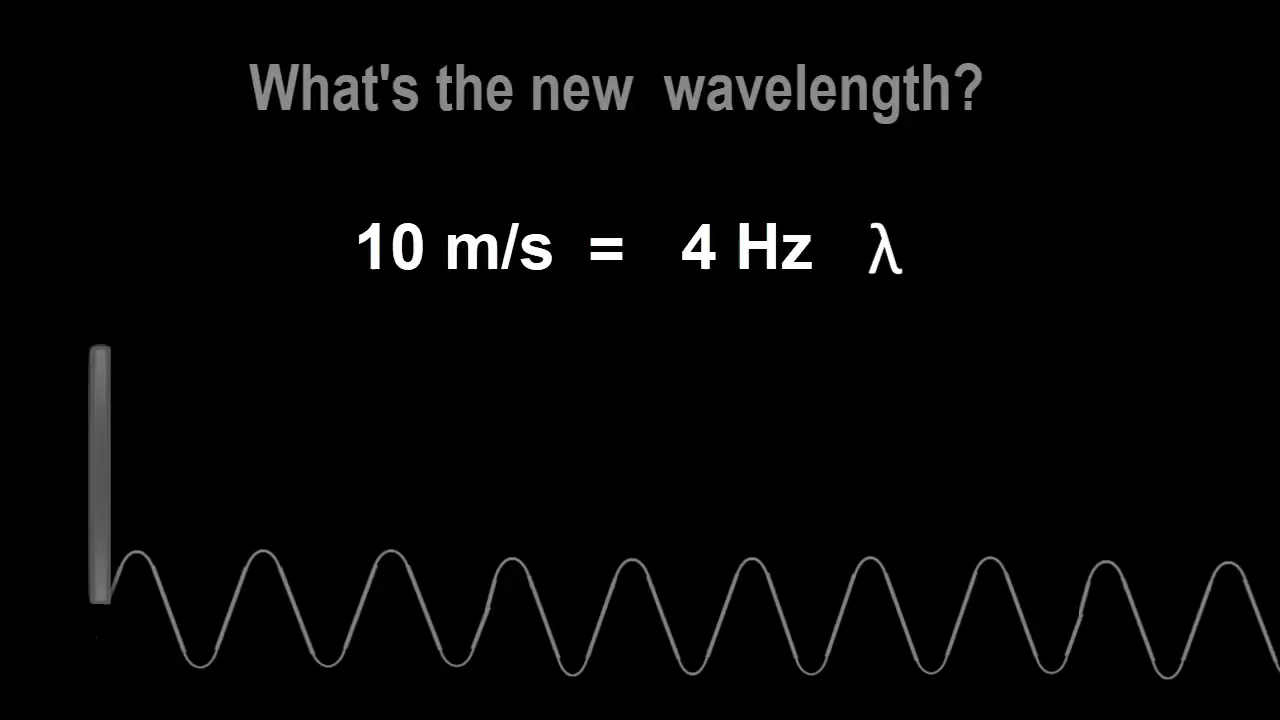 What's the new wavelength?
10 m/s = 4 Hz λ